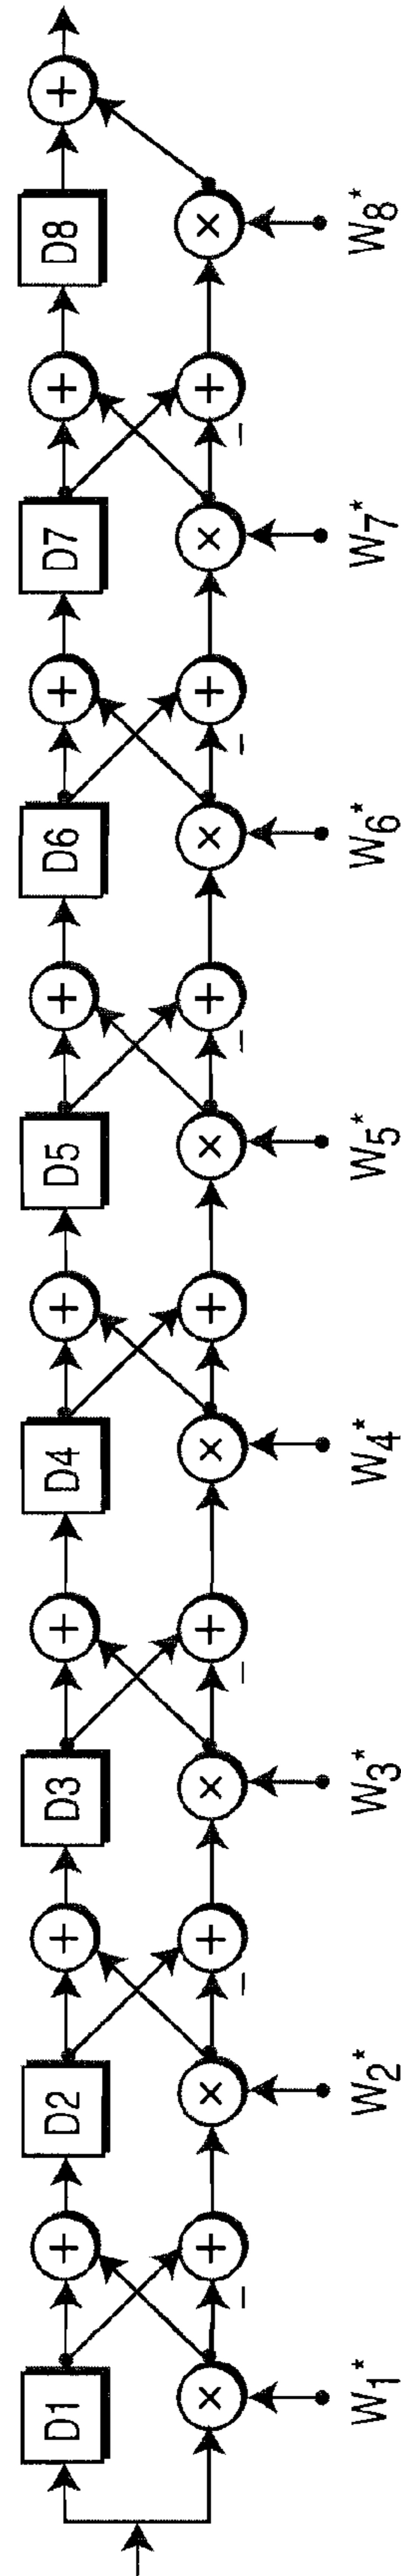 D1 D2 D3 D4 D5 D6 D7 D8
+ + + + + + + +
× + × + × + × + × + × + × + ×
− − − − − −
W1* W2* W3* W4* W5* W6* W7* W8*